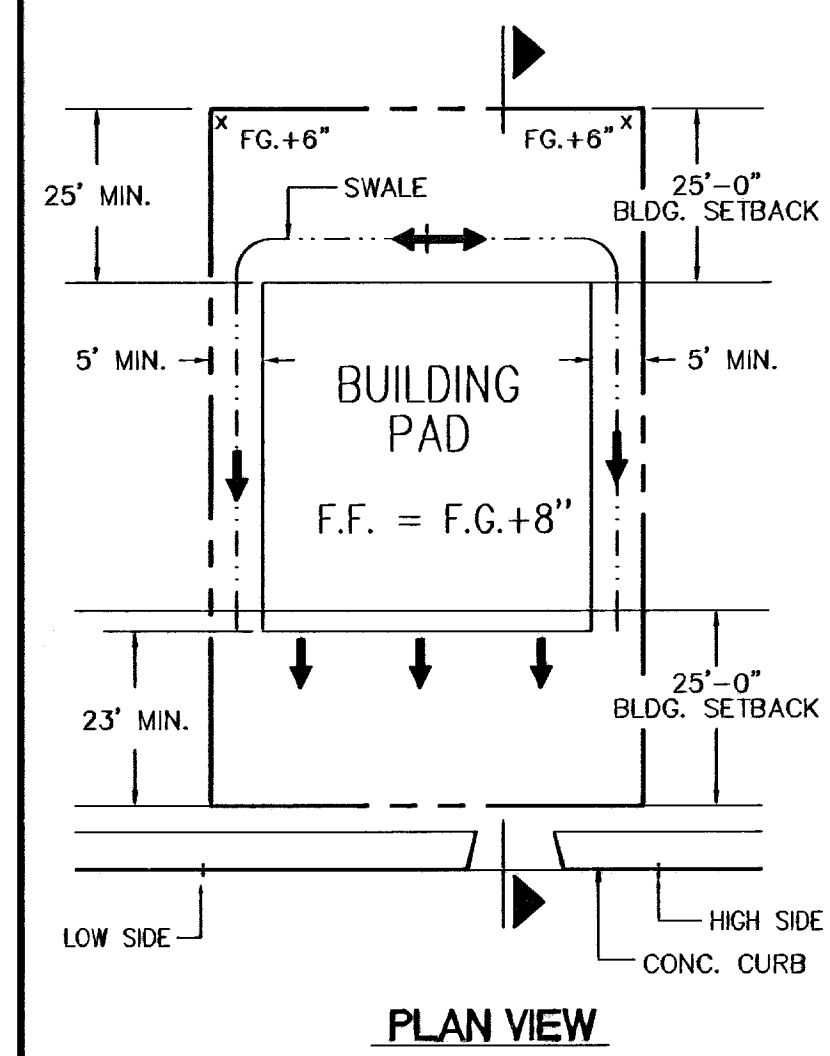 x FG.+6" FG.+6" x
25' MIN.
SWALE
25'-0"
BLDG. SETBACK
5' MIN.
5' MIN.
BUILDING
PAD
F.F. = F.G.+8"
23' MIN.
25'-0"
BLDG. SETBACK
LOW SIDE
HIGH SIDE
CONC. CURB
PLAN VIEW